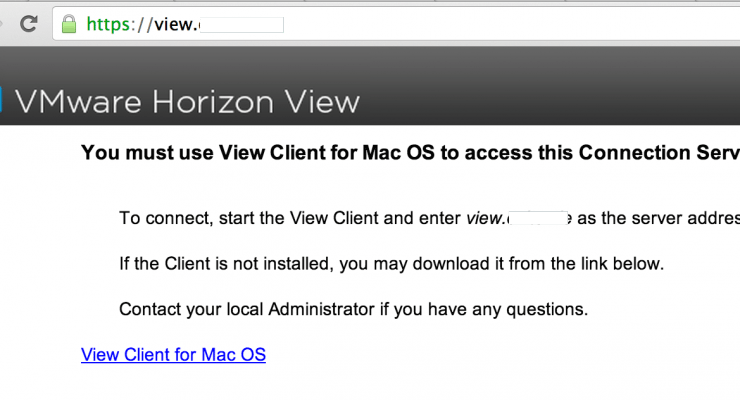 https://view.
VMware Horizon View
You must use View Client for Mac OS to access this Connection Serv
To connect, start the View Client and enter view. as the server addres
If the Client is not installed, you may download it from the link below.
Contact your local Administrator if you have any questions.
View Client for Mac OS